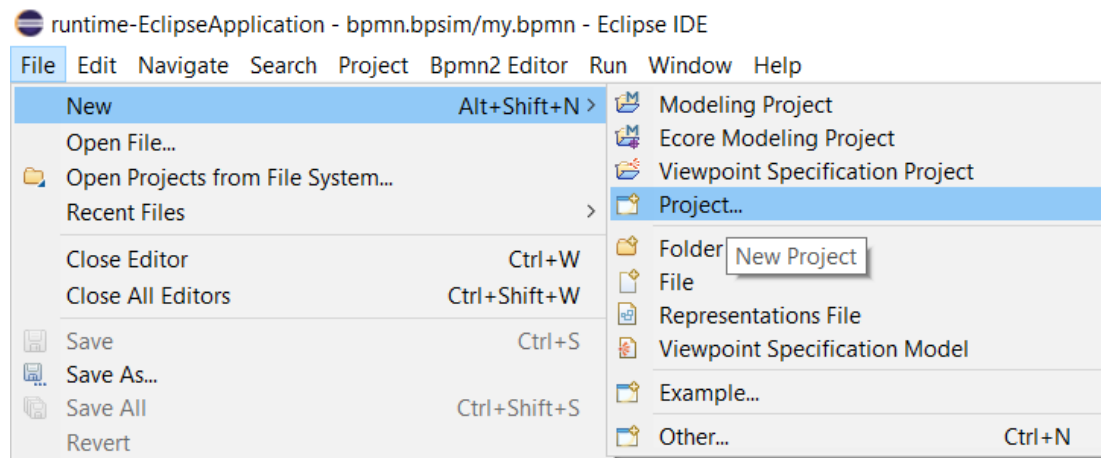 runtime-EclipseApplication - bpmn.bpsim/my.bpmn - Eclipse IDE
File Edit Navigate Search Project Bpmn2 Editor Run Window Help
New Alt+Shift+N >
Open File...
Open Projects from File System...
Recent Files >
Close Editor Ctrl+W
Close All Editors Ctrl+Shift+W
Save Ctrl+S
Save As...
Save All Ctrl+Shift+S
Revert
Modeling Project
Ecore Modeling Project
Viewpoint Specification Project
Project...
Folder
New Project
File
Representations File
Viewpoint Specification Model
Example...
Other... Ctrl+N